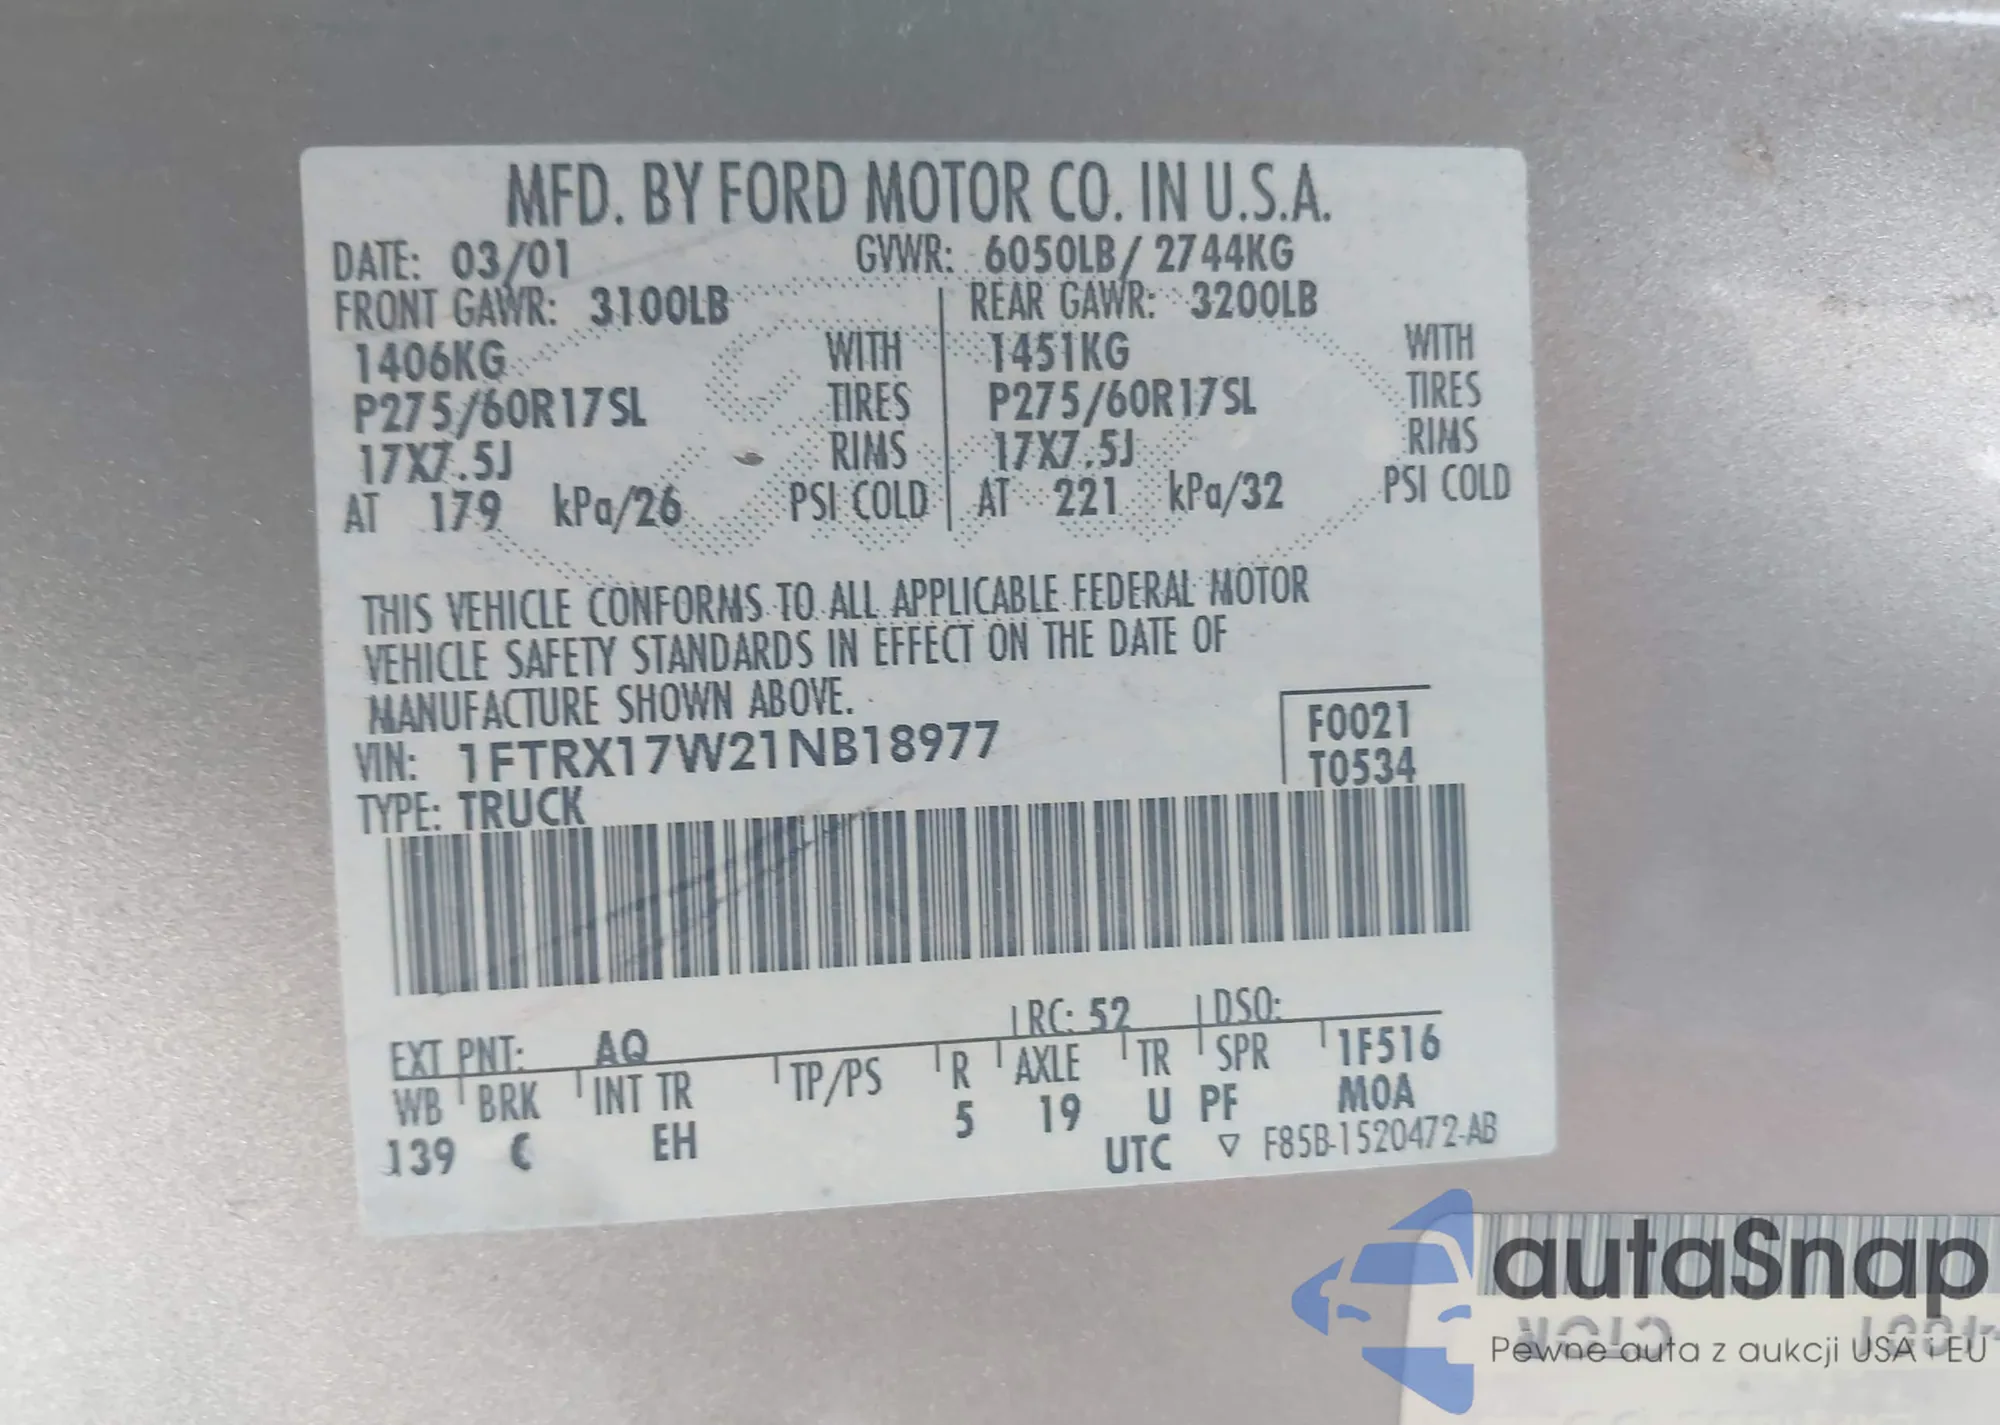 MFD. BY FORD MOTOR CO. IN U.S.A.
DATE: 03/01 GVWR: 6050LB/ 2744KG
FRONT GAWR: 3100LB REAR GAWR: 3200LB
1406KG WITH 1451KG WITH
P275/60R17SL TIRES P275/60R17SL TIRES
17X7.5J RIMS 17X7.5J RIMS
AT 179 kPa/26 PSI COLD AT 221 kPa/32 PSI COLD
THIS VEHICLE CONFORMS TO ALL APPLICABLE FEDERAL MOTOR
VEHICLE SAFETY STANDARDS IN EFFECT ON THE DATE OF
MANUFACTURE SHOWN ABOVE.
VIN: 1FTRX17W21NB18977
F0021
T0534
TYPE: TRUCK
EXT PNT: AQ RC: 52 DSO:
WB BRK INT TR TP/PS R AXLE TR SPR 1F516
139 C EH 5 19 U PF M0A
UTC ▽ F85B-1520472-AB
autaSnap
Pewne auta z aukcji USA i EU